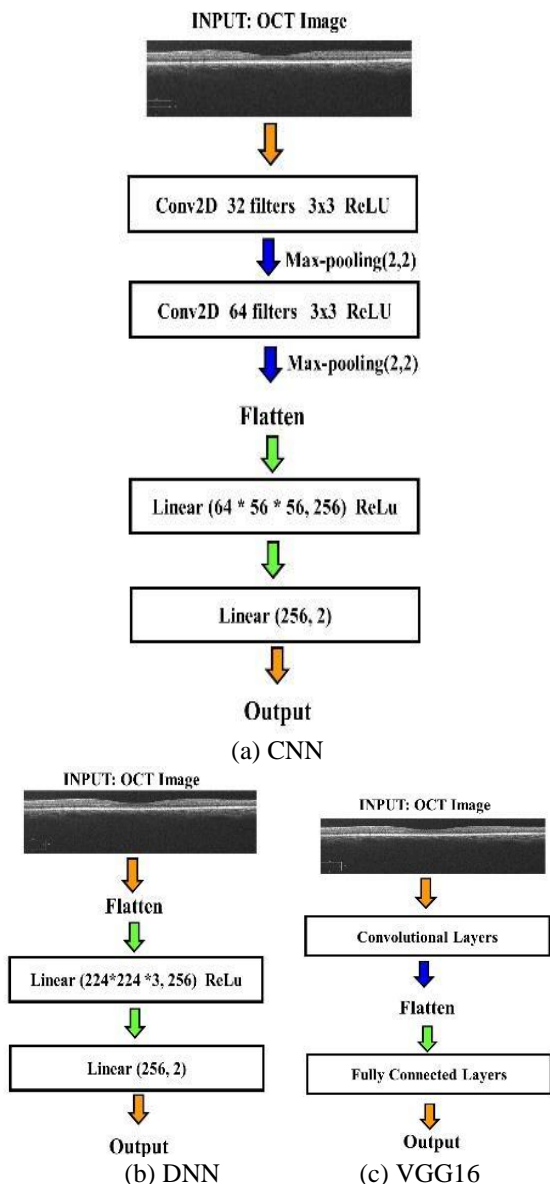 INPUT: OCT Image
Conv2D 32 filters 3x3 ReLU
Max-pooling(2,2)
Conv2D 64 filters 3x3 ReLU
Max-pooling(2,2)
Flatten
Linear (64 * 56 * 56, 256) ReLu
Linear (256, 2)
Output
(a) CNN
INPUT: OCT Image
Flatten
Linear (224*224 *3, 256) ReLu
Linear (256, 2)
Output
(b) DNN
INPUT: OCT Image
Convolutional Layers
Flatten
Fully Connected Layers
Output
(c) VGG16